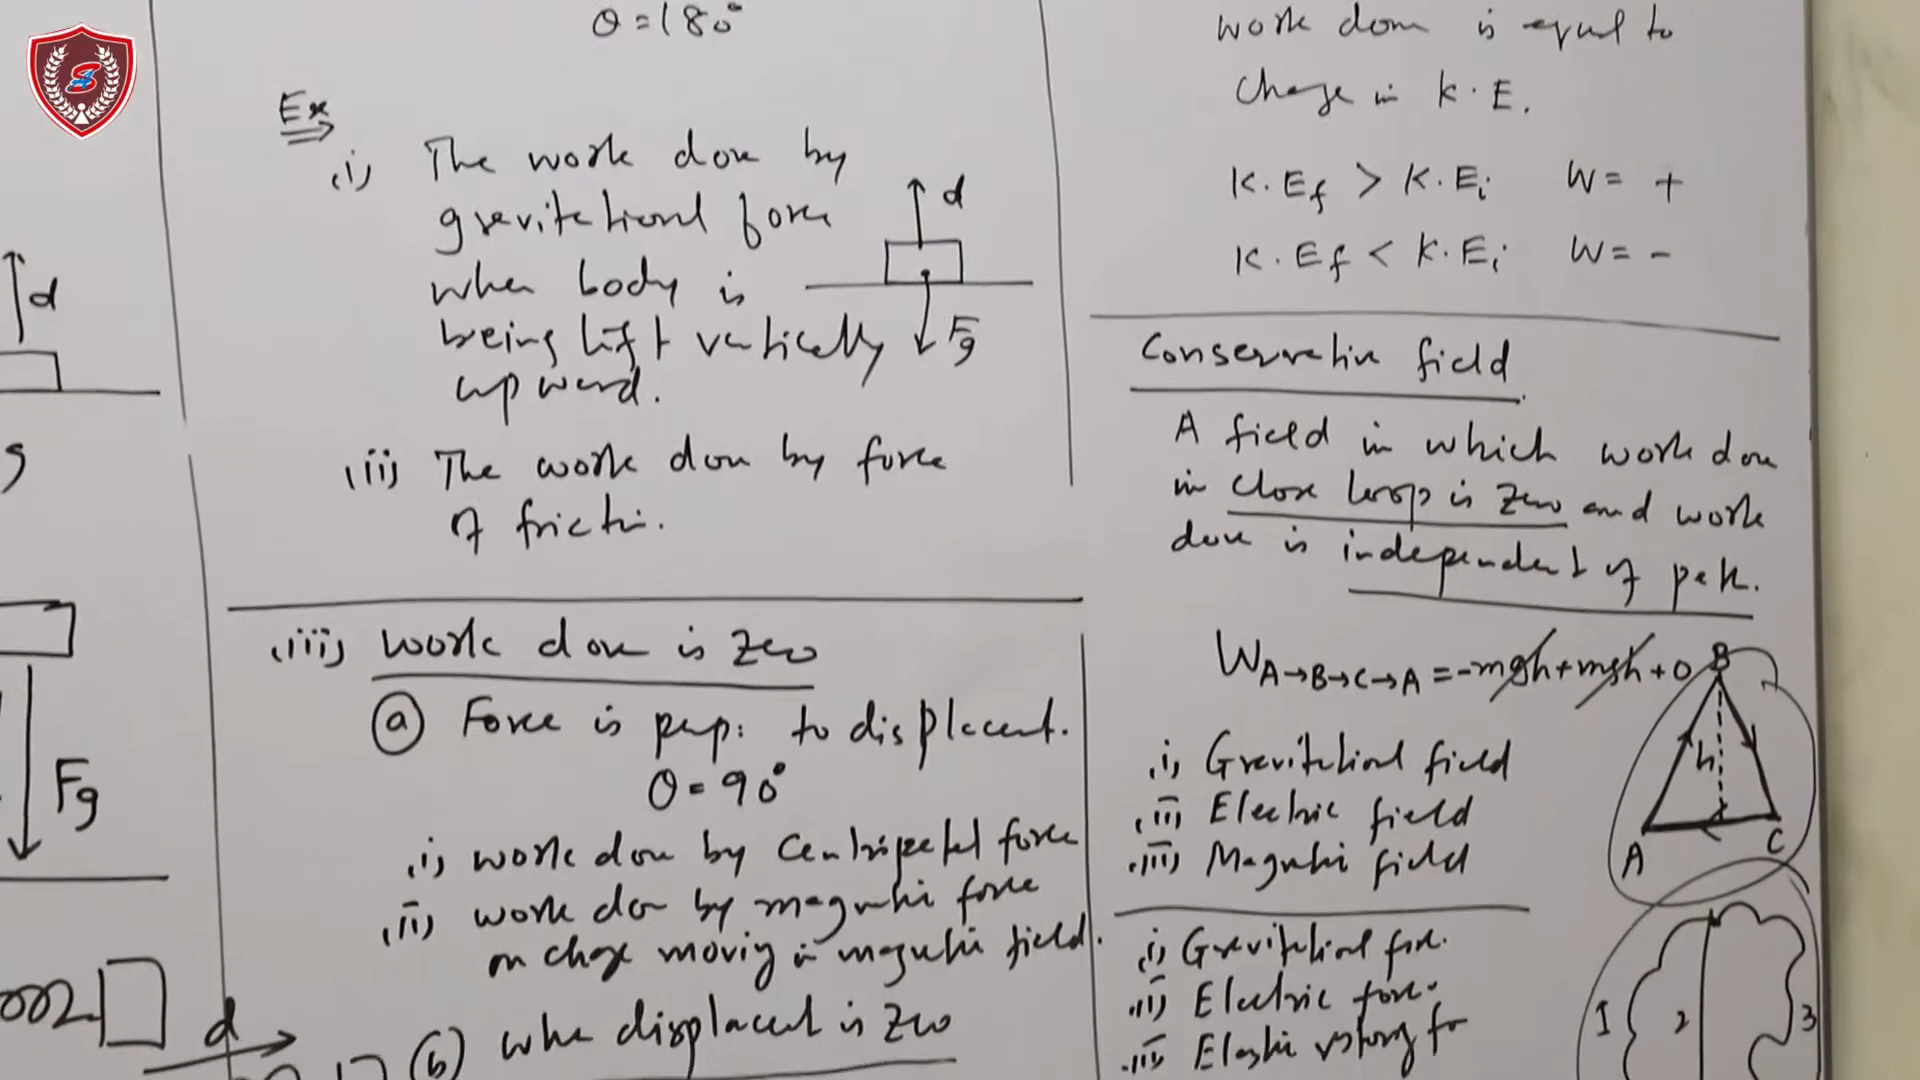 θ = 180°
Ex
(i) The work done by
gravitational force
when body is
being lift vertically
upward.
d
Fg
(ii) The work done by force
of friction.
(iii) Work done is zero
(a) Force is perp: to displacent.
θ = 90°
(i) work done by Centripetal force
(ii) work done by magnetic force
on charge moving in magnetic field.
(b) When displacent is zero
d
Fg
d
work done is equal to
change in K.E.
K.Ef > K.Ei W = +
K.Ef < K.Ei W = -
Conservative field
A field in which work done
in close loop is zero and work
done is independent of path.
WA→B→C→A = -mgh+mgh+0
B
h
A C
(i) Gravitational field
(ii) Electric field
(iii) Magnetic field
(i) Gravitational force.
(ii) Electric force.
(iii) Elastic restoring
1 2 3